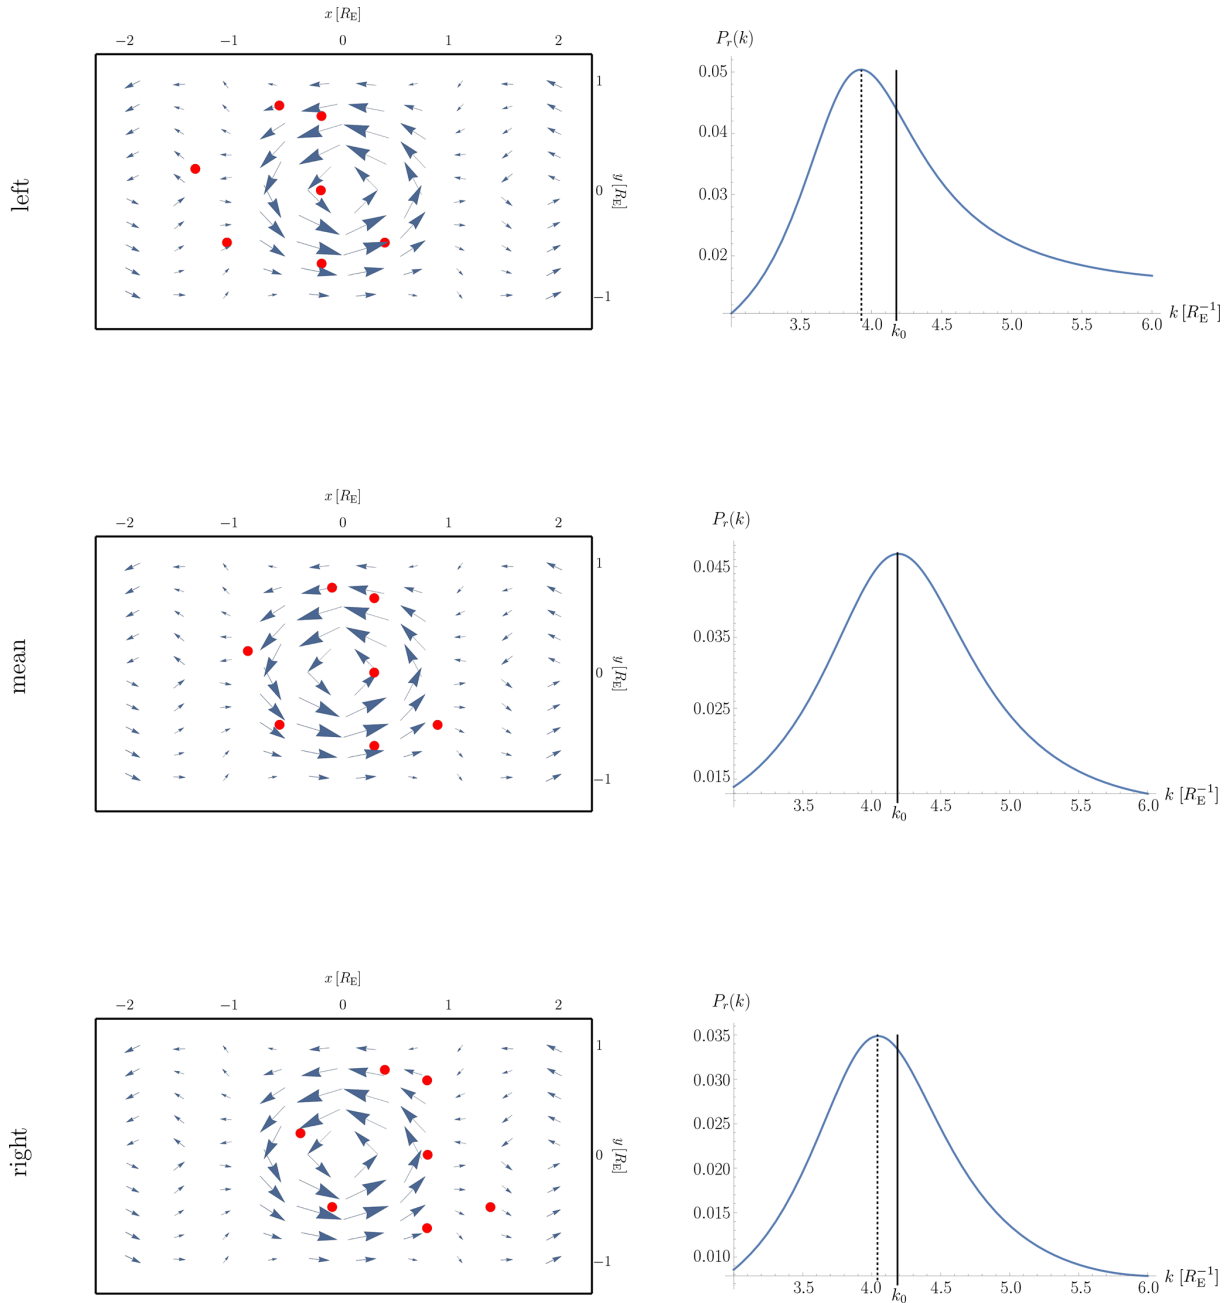 x [R_E]
−2 −1 0 1 2
1
0
−1
y [R_E]
left
P_r(k)
0.05
0.04
0.03
0.02
3.5 4.0 4.5 5.0 5.5 6.0
k [R_E^{-1}]
k_0
x [R_E]
−2 −1 0 1 2
1
0
−1
y [R_E]
mean
P_r(k)
0.045
0.035
0.025
0.015
3.5 4.0 4.5 5.0 5.5 6.0
k [R_E^{-1}]
k_0
x [R_E]
−2 −1 0 1 2
1
0
−1
y [R_E]
right
P_r(k)
0.035
0.030
0.025
0.020
0.015
0.010
3.5 4.0 4.5 5.0 5.5 6.0
k [R_E^{-1}]
k_0